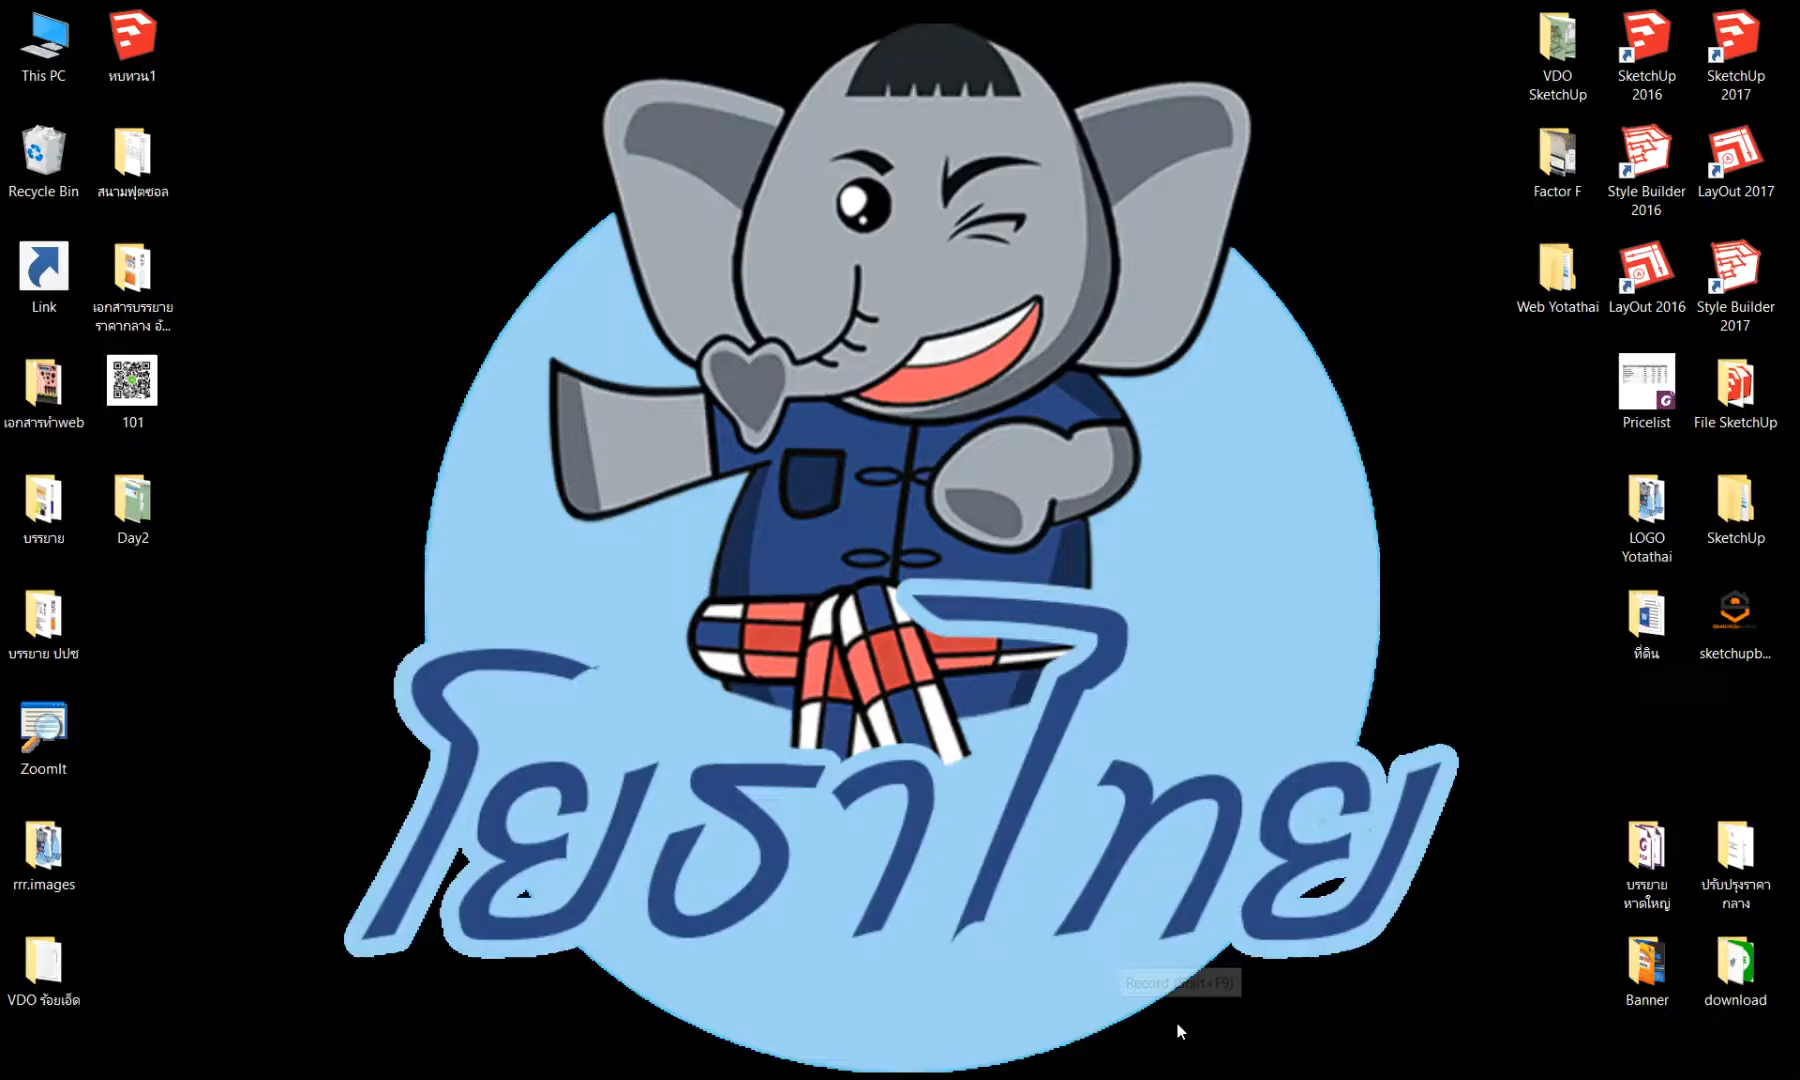 This PC
ทบทวน1
Recycle Bin
สนามฟุตซอล
Link
เอกสารบรรยาย
ราคากลาง อั...
เอกสารทำweb
101
บรรยาย
Day2
บรรยาย ปปช
ZoomIt
rrr.images
VDO ร้อยเอ็ด
VDO
SketchUp
SketchUp
2016
SketchUp
2017
Factor F
Style Builder
2016
LayOut 2017
Web Yotathai
LayOut 2016
Style Builder
2017
Pricelist
File SketchUp
LOGO
Yotathai
SketchUp
ที่ดิน
sketchupb...
บรรยาย
หาดใหญ่
ปรับปรุงราคา
กลาง
Banner
download
โยธาไทย
Record (Shift+F9)